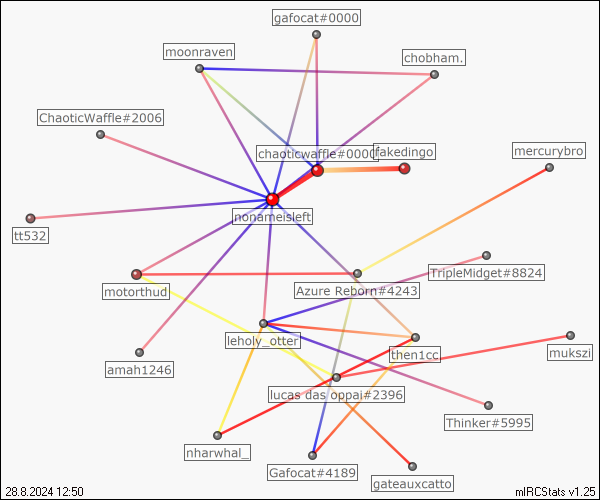 gafocat#0000
moonraven
chobham.
ChaoticWaffle#2006
chaoticwaffle#0000
fakedingo
mercurybro
nonameisleft
tt532
TripleMidget#8824
motorthud
Azure Reborn#4243
leholy_otter
then1cc
mukszi
amah1246
lucas das oppai#2396
Thinker#5995
nharwhal_
Gafocat#4189
gateauxcatto
28.8.2024 12:50
mIRCStats v1.25